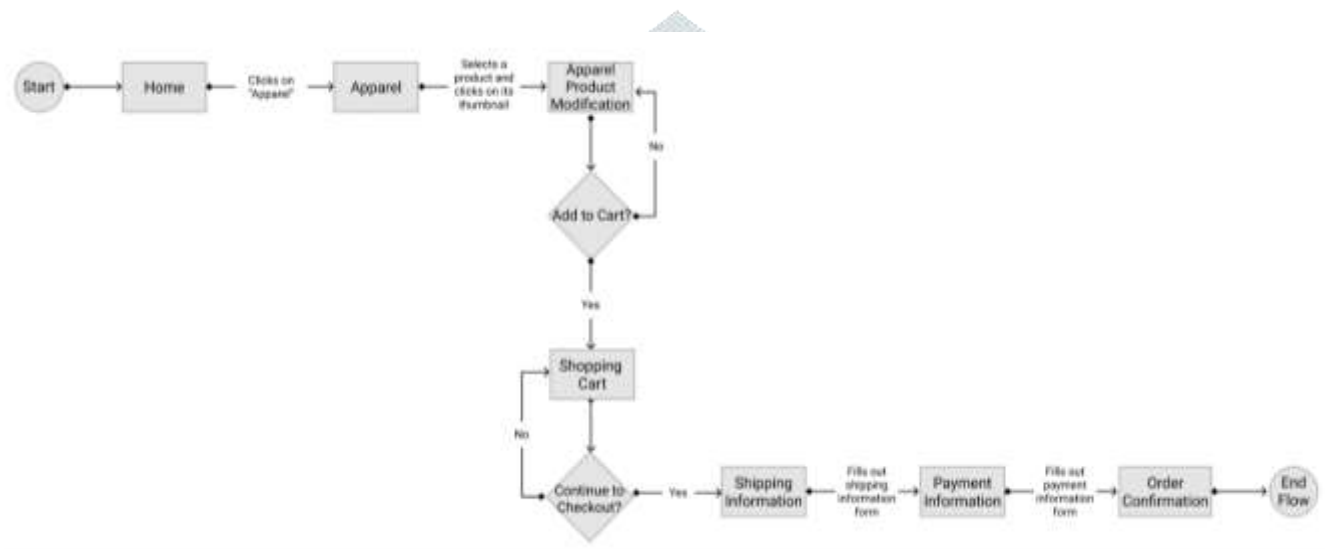 Start
Home
Clicks on
"Apparel"
Apparel
Selects a
product and
clicks on its
thumbnail
Apparel
Product
Modification
No
Add to Cart?
Yes
Shopping
Cart
No
Continue to
Checkout?
Yes
Shipping
Information
Fills out
shipping
information
form
Payment
Information
Fills out
payment
information
form
Order
Confirmation
End
Flow